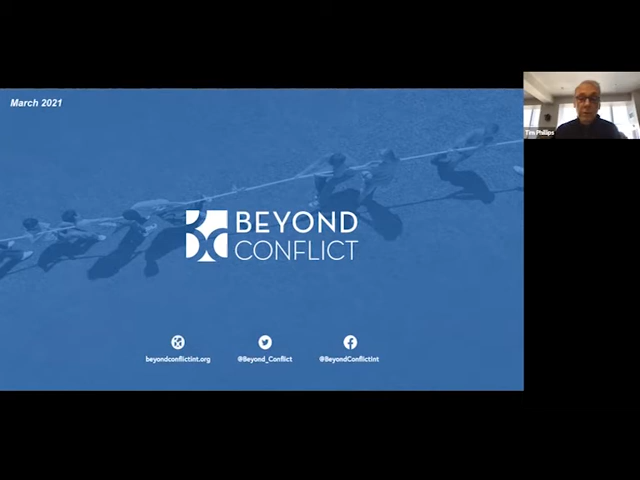 March 2021
Tim Phillips
BEYOND
CONFLICT
beyondconflictint.org
@Beyond_Conflict
@BeyondConflictInt